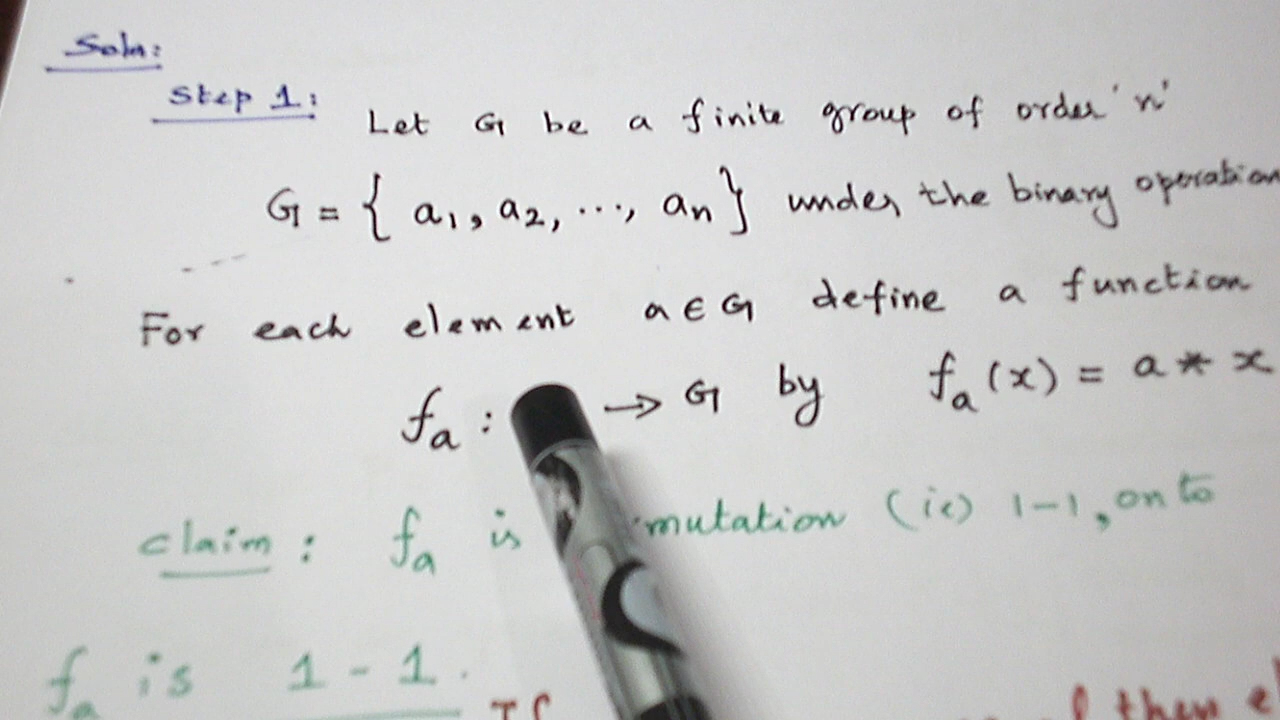 Soln:
Step 1: Let G be a finite group of order 'n'
G = { a1, a2, ..., an } under the binary operation
For each element a ∈ G define a function
fa : → G by fa (x) = a * x
claim: fa is mutation (ie) 1-1, onto
fa is 1 - 1.
then